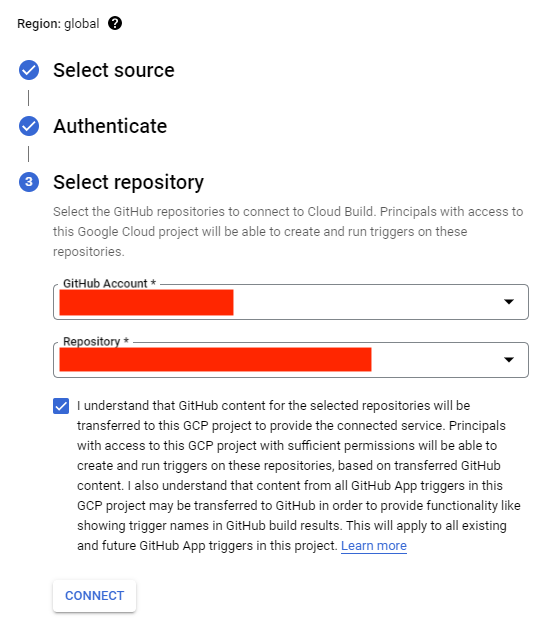 Region: global ?
Select source
Authenticate
3 Select repository
Select the GitHub repositories to connect to Cloud Build. Principals with access to
this Google Cloud project will be able to create and run triggers on these
repositories.
GitHub Account *
Repository *
I understand that GitHub content for the selected repositories will be
transferred to this GCP project to provide the connected service. Principals
with access to this GCP project with sufficient permissions will be able to
create and run triggers on these repositories, based on transferred GitHub
content. I also understand that content from all GitHub App triggers in this
GCP project may be transferred to GitHub in order to provide functionality like
showing trigger names in GitHub build results. This will apply to all existing
and future GitHub App triggers in this project. Learn more
CONNECT